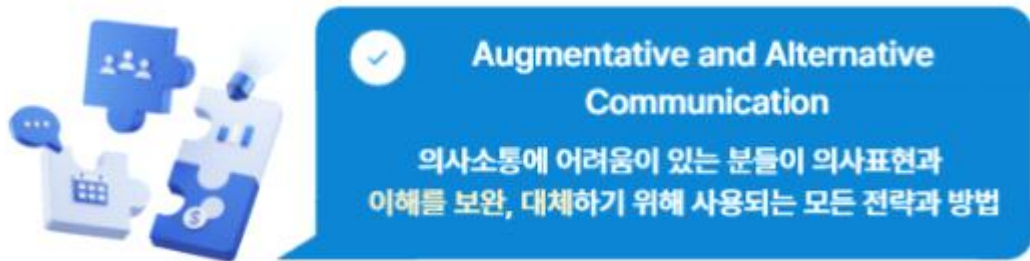 Augmentative and Alternative
Communication
의사소통에 어려움이 있는 분들이 의사표현과
이해를 보완, 대체하기 위해 사용되는 모든 전략과 방법